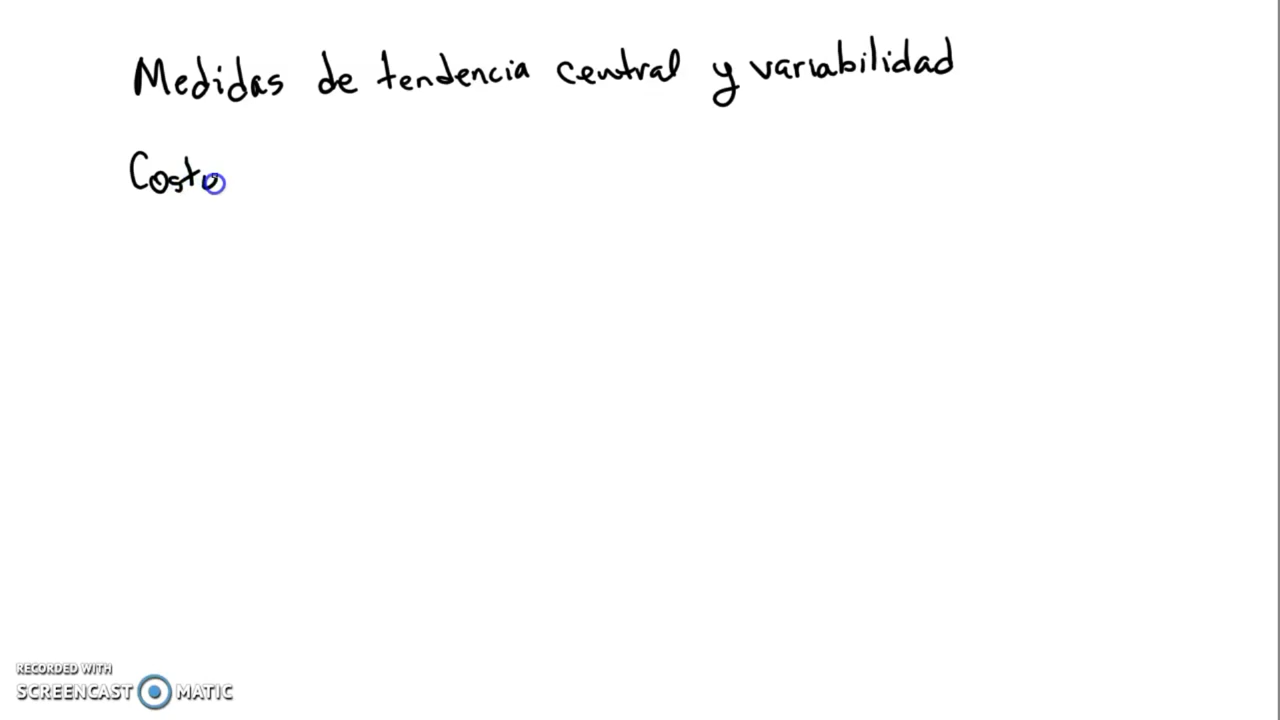 Medidas de tendencia central y variabilidad
Costo
RECORDED WITH
SCREENCAST MATIC